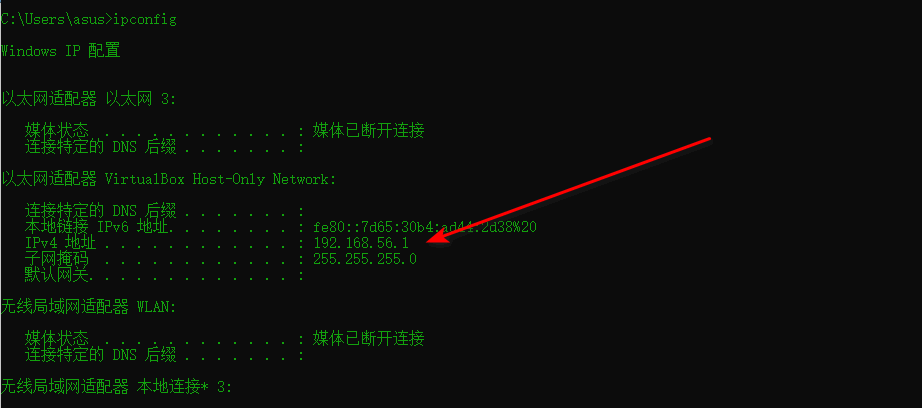 C:\Users\asus>ipconfig
Windows IP 配置
以太网适配器 以太网 3:
媒体状态 . . . . . . . . . . . . : 媒体已断开连接
连接特定的 DNS 后缀 . . . . . . . :
以太网适配器 VirtualBox Host-Only Network:
连接特定的 DNS 后缀 . . . . . . . :
本地链接 IPv6 地址. . . . . . . . : fe80::7d65:30b4:ad44:2d38%20
IPv4 地址 . . . . . . . . . . . . : 192.168.56.1
子网掩码 . . . . . . . . . . . . : 255.255.255.0
默认网关. . . . . . . . . . . . . :
无线局域网适配器 WLAN:
媒体状态 . . . . . . . . . . . . : 媒体已断开连接
连接特定的 DNS 后缀 . . . . . . . :
无线局域网适配器 本地连接* 3: